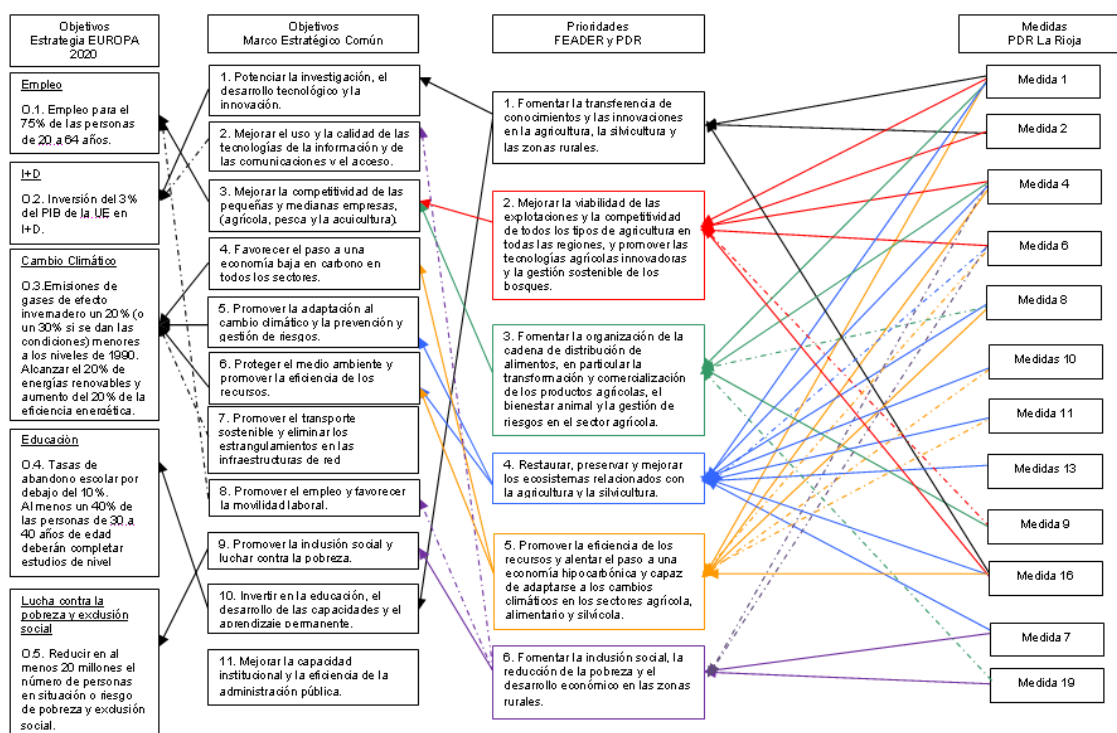 Objetivos
Estrategia EUROPA
2020
Empleo
O.1. Empleo para el
75% de las personas
de 20 a 64 años.
I+D
O.2. Inversión del 3%
del PIB de la UE en
I+D.
Cambio Climático
O.3.Emisiones de
gases de efecto
invernadero un 20% (o
un 30% si se dan las
condiciones) menores
a los niveles de 1990.
Alcanzar el 20% de
energías renovables y
aumento del 20% de la
eficiencia energética.
Educación
O.4. Tasas de
abandono escolar por
debajo del 10%.
Al menos un 40% de
las personas de 30 a
40 años de edad
deberán completar
estudios de nivel
Lucha contra la
pobreza y exclusión
social
O.5. Reducir en al
menos 20 millones el
número de personas
en situación o riesgo
de pobreza y exclusión
social.
Objetivos
Marco Estratégico Común
1. Potenciar la investigación, el
desarrollo tecnológico y la
innovación.
2. Mejorar el uso y la calidad de las
tecnologías de la información y
de las comunicaciones y el acceso.
3. Mejorar la competitividad de las
pequeñas y medianas empresas,
(agrícola, pesca y la acuicultura).
4. Favorecer el paso a una
economía baja en carbono en
todos los sectores.
5. Promover la adaptación al
cambio climático y la prevención y
gestión de riesgos.
6. Proteger el medio ambiente y
promover la eficiencia de los
recursos.
7. Promover el transporte
sostenible y eliminar los
estrangulamientos en las
infraestructuras de red
8. Promover el empleo y favorecer
la movilidad laboral.
9. Promover la inclusión social y
luchar contra la pobreza.
10. Invertir en la educación, el
desarrollo de las capacidades y el
aprendizaje permanente.
11. Mejorar la capacidad
institucional y la eficiencia de la
administración pública.
Prioridades
FEADER y PDR
1. Fomentar la transferencia de
conocimientos y las innovaciones
en la agricultura, la silvicultura y
las zonas rurales.
2. Mejorar la viabilidad de las
explotaciones y la competitividad
de todos los tipos de agricultura en
todas las regiones, y promover las
tecnologías agrícolas innovadoras
y la gestión sostenible de los
bosques.
3. Fomentar la organización de la
cadena de distribución de
alimentos, en particular la
transformación y comercialización
de los productos agrícolas, el
bienestar animal y la gestión de
riesgos en el sector agrícola.
4. Restaurar, preservar y mejorar
los ecosistemas relacionados con
la agricultura y la silvicultura.
5. Promover la eficiencia de los
recursos y alentar el paso a una
economía hipocarbónica y capaz
de adaptarse a los cambios
climáticos en los sectores agrícola,
alimentario y silvícola.
6. Fomentar la inclusión social, la
reducción de la pobreza y el
desarrollo económico en las zonas
rurales.
Medidas
PDR La Rioja
Medida 1
Medida 2
Medida 4
Medida 6
Medida 8
Medidas 10
Medida 11
Medidas 13
Medida 9
Medida 16
Medida 7
Medida 19